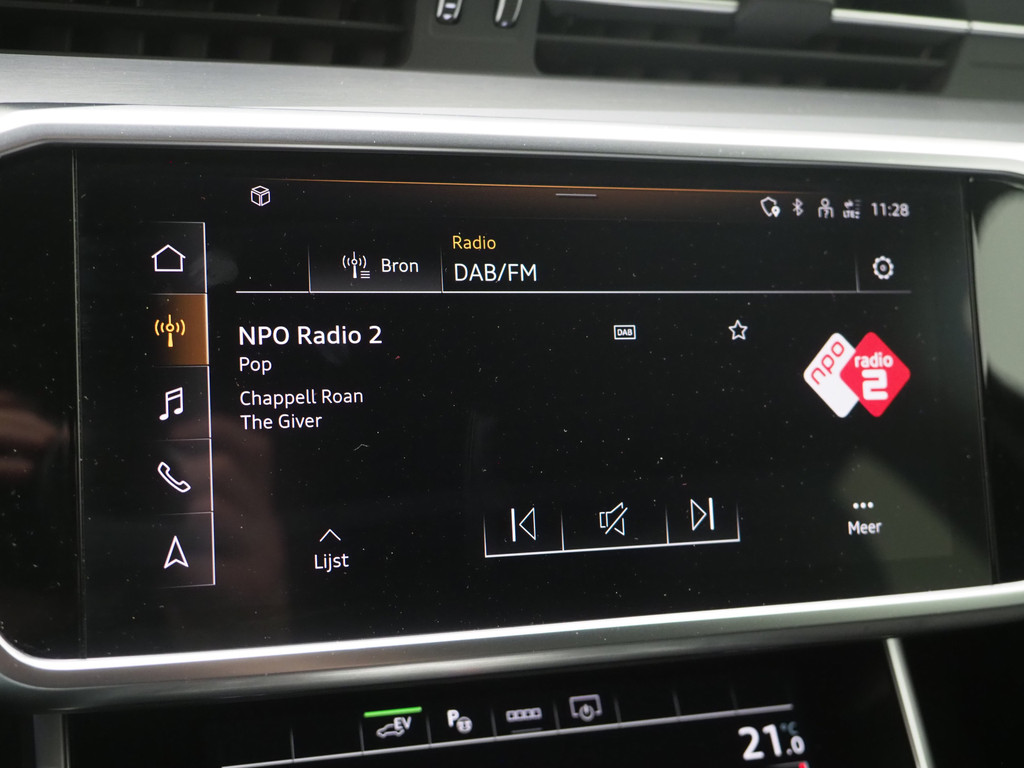 LTE
11:28
Radio
Bron
DAB/FM
NPO Radio 2
DAB
Pop
npo
radio
2
Chappell Roan
The Giver
Meer
Lijst
EV
P
21.0
°C